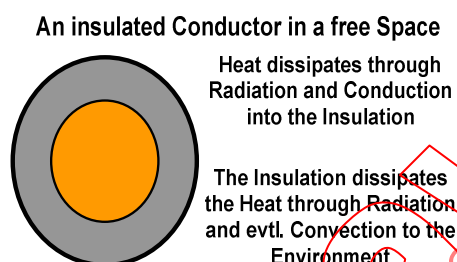 An insulated Conductor in a free Space
Heat dissipates through
Radiation and Conduction
into the Insulation
The Insulation dissipates
the Heat through Radiation
and evtl. Convection to the
Environment